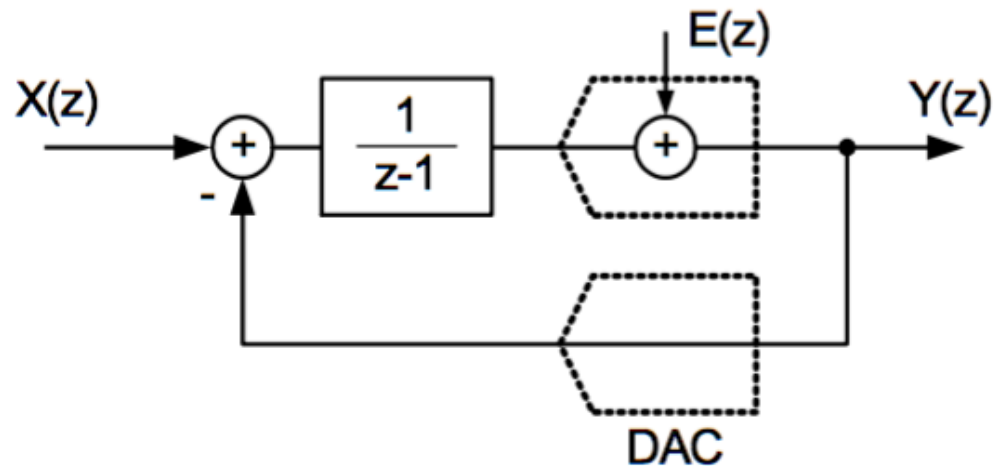 E(z)
X(z)
Y(z)
+
1
z-1
+
-
DAC